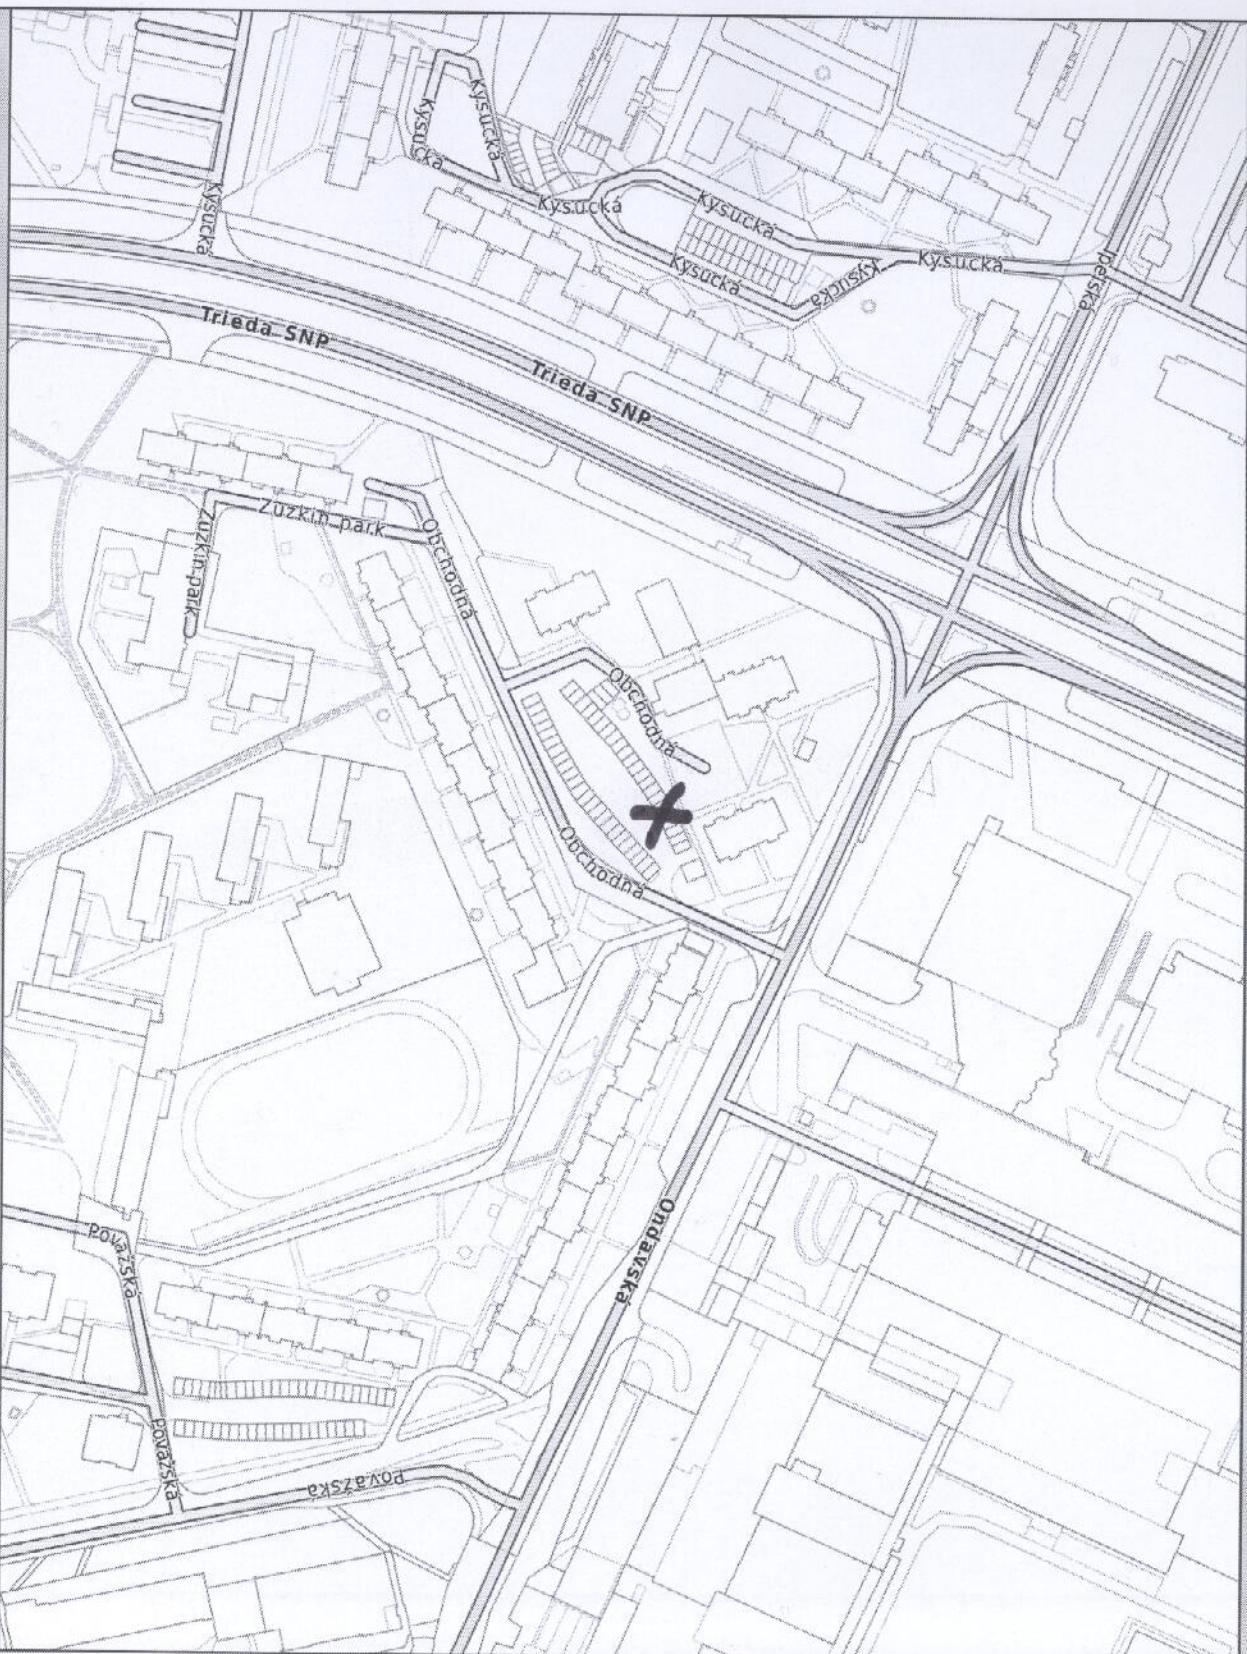 Kysucká
Kysucká
Kysucká
Kysucká
Kysucká
Kysucká
Kysucká
Kysucká
perská
Trieda SNP
Trieda SNP
Zuzkin park
Zuzkin park
Obchodná
Obchodná
Obchodná
Ondavská
Považská
Považská
Považská